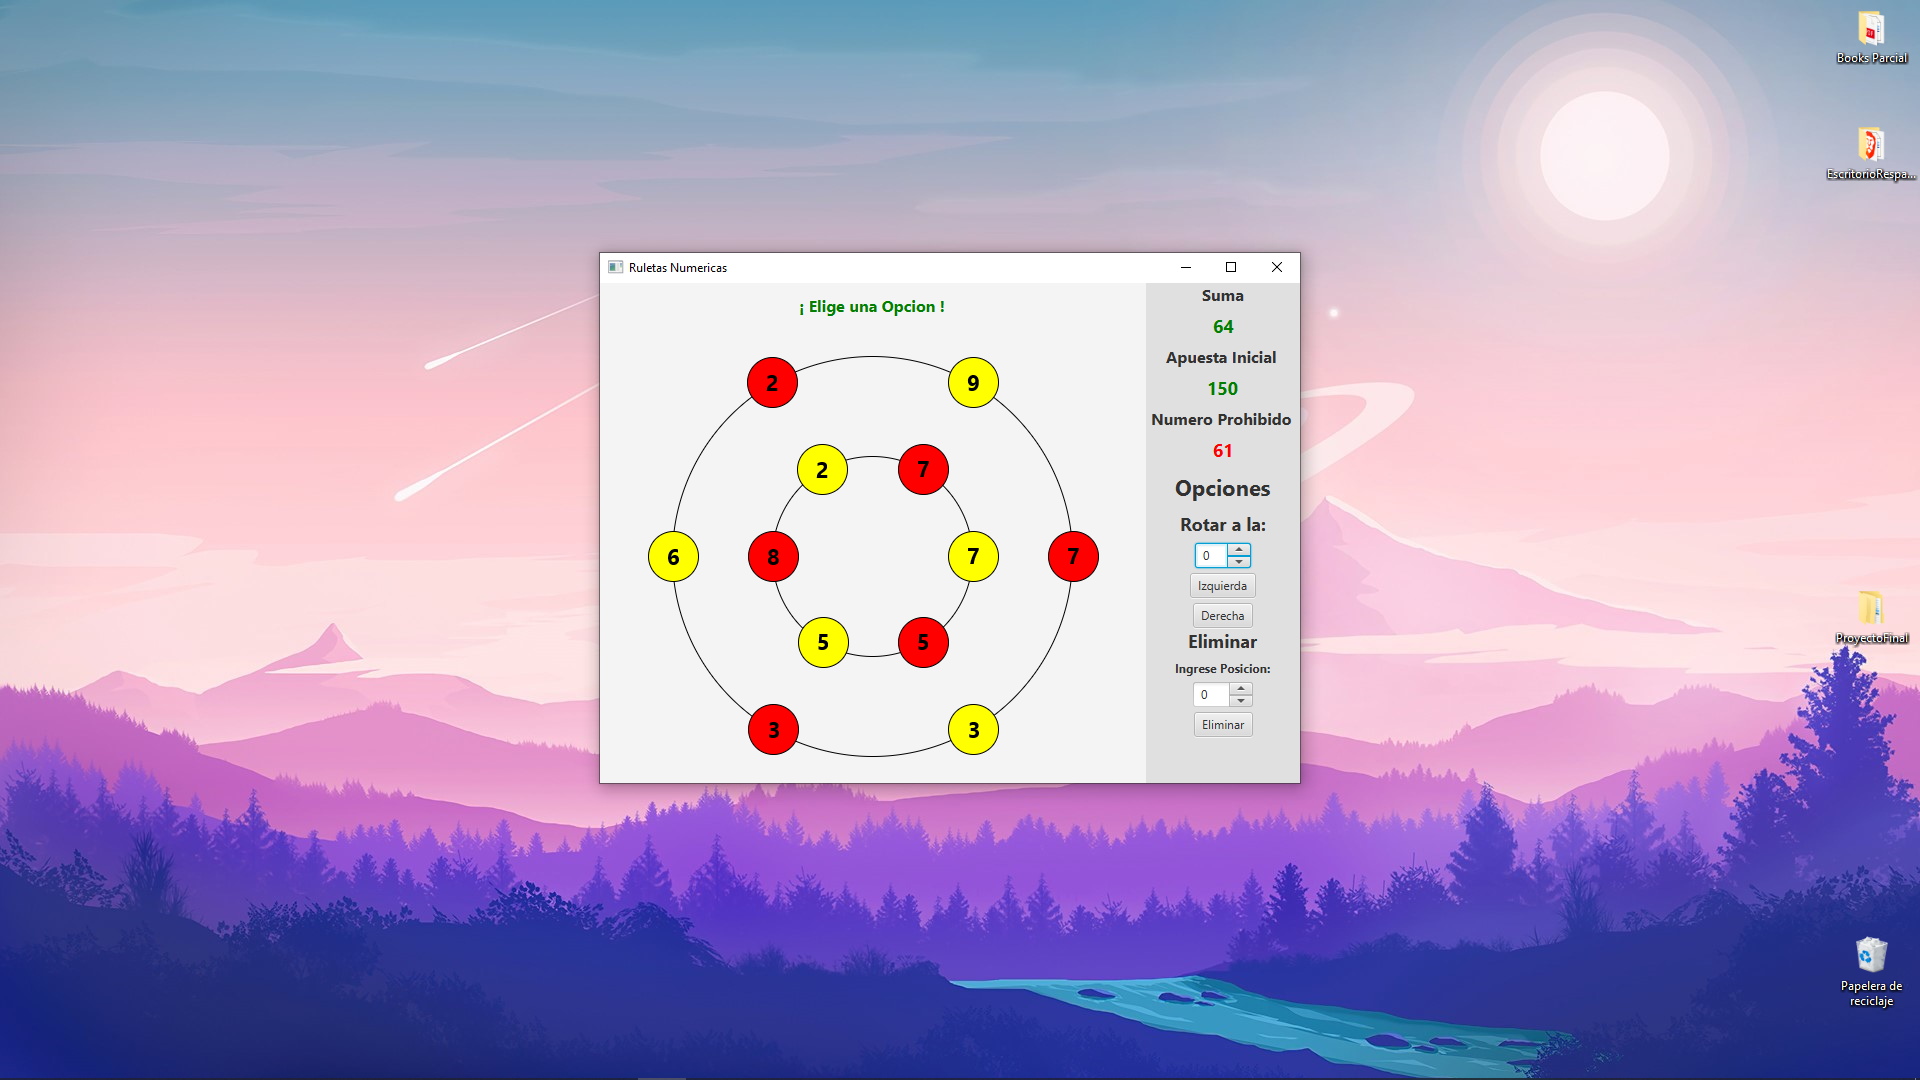 Books Parcial
EscritorioRespa...
Ruletas Numericas
¡ Elige una Opcion !
2
9
2
7
6
8
7
7
5
5
3
3
Suma
64
Apuesta Inicial
150
Numero Prohibido
61
Opciones
Rotar a la:
0
Izquierda
Derecha
Eliminar
Ingrese Posicion:
0
Eliminar
ProyectoFinal
Papelera de
reciclaje